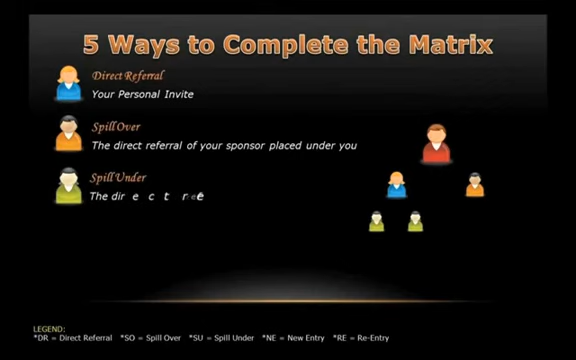 5 Ways to Complete the Matrix
Direct Referral
Your Personal Invite
Spill Over
The direct referral of your sponsor placed under you
Spill Under
The direct
LEGEND:
*DR = Direct Referral *SO = Spill Over *SU = Spill Under *NE = New Entry *RE = Re-Entry